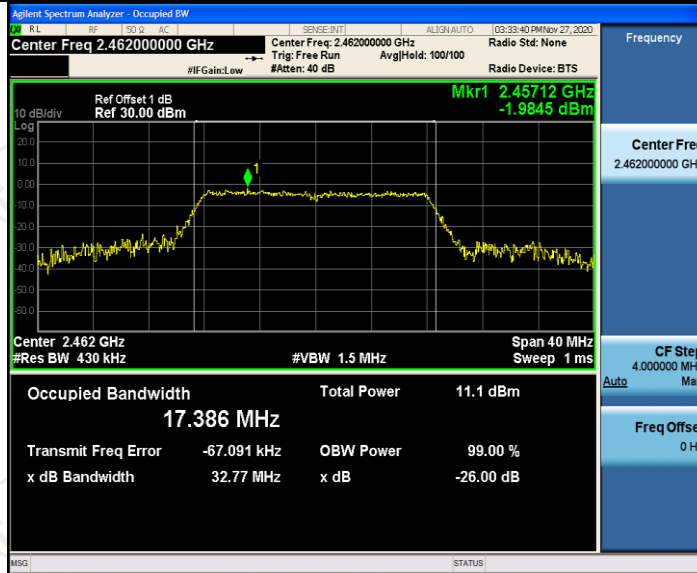 Agilent Spectrum Analyzer - Occupied BW
RL RF 50 Ω AC SENSE:INT ALIGN AUTO 03:33:40 PM Nov 27, 2020
Center Freq 2.462000000 GHz
Center Freq: 2.462000000 GHz
Radio Std: None
Trig: Free Run Avg|Hold: 100/100
#IFGain:Low #Atten: 40 dB Radio Device: BTS
Ref Offset 1 dB
10 dB/div Ref 30.00 dBm
Mkr1 2.45712 GHz
-1.9845 dBm
Log
20.0
10.0
0.00
-10.0
-20.0
-30.0
-40.0
-50.0
-60.0
1
Center 2.462 GHz Span 40 MHz
#Res BW 430 kHz #VBW 1.5 MHz Sweep 1 ms
Occupied Bandwidth Total Power 11.1 dBm
17.386 MHz
Transmit Freq Error -67.091 kHz OBW Power 99.00 %
x dB Bandwidth 32.77 MHz x dB -26.00 dB
MSG STATUS
Frequency
Center Fre
2.462000000 GH
CF Ste
4.000000 MH
Auto Ma
Freq Offse
0 H